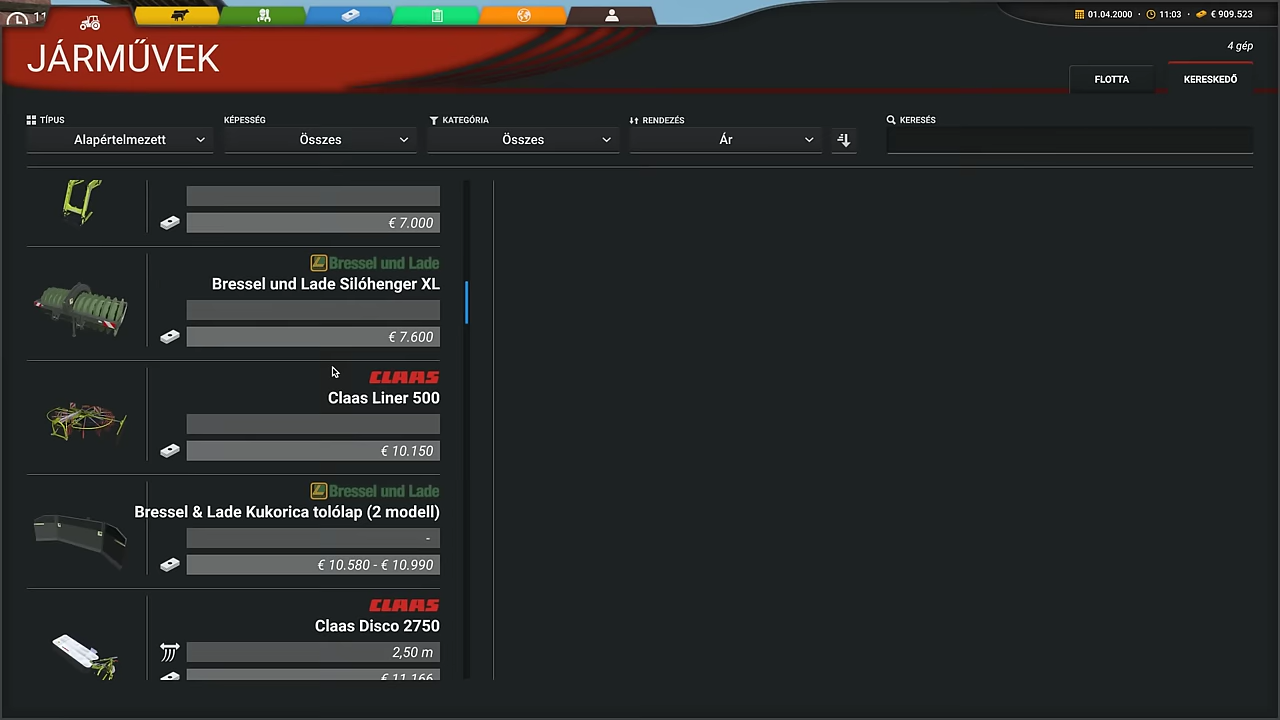 11
01.04.2000 · 11:03 · € 909.523
JÁRMŰVEK
4 gép
FLOTTA
KERESKEDŐ
TÍPUS
KÉPESSÉG
KATEGÓRIA
RENDEZÉS
KERESÉS
Alapértelmezett
Összes
Összes
Ár
€ 7.000
Bressel und Lade
Bressel und Lade Silóhenger XL
€ 7.600
CLAAS
Claas Liner 500
€ 10.150
Bressel und Lade
Bressel & Lade Kukorica tolólap (2 modell)
-
€ 10.580 - € 10.990
CLAAS
Claas Disco 2750
2,50 m
€ 11.166